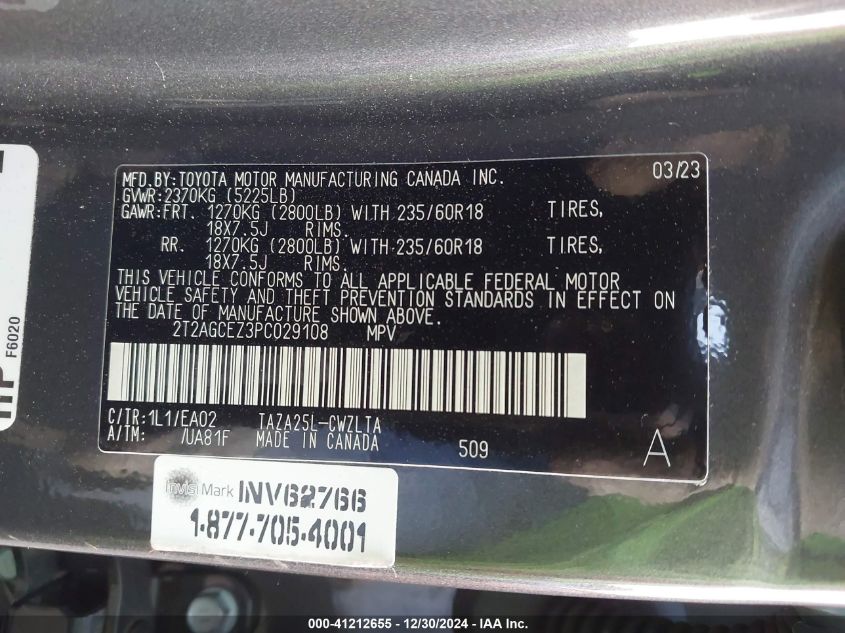 MFD.BY:TOYOTA MOTOR MANUFACTURING CANADA INC. 03/23
GVWR:2370KG (5225LB)
GAWR:FRT. 1270KG (2800LB) WITH 235/60R18 TIRES,
18X7.5J RIMS.
RR. 1270KG (2800LB) WITH 235/60R18 TIRES,
18X7.5J RIMS.
THIS VEHICLE CONFORMS TO ALL APPLICABLE FEDERAL MOTOR
VEHICLE SAFETY AND THEFT PREVENTION STANDARDS IN EFFECT ON
THE DATE OF MANUFACTURE SHOWN ABOVE.
2T2AGCEZ3PC029108 MPV
C/TR:1L1/EA02 TAZA25L-CWZLTA
A/TM: /UA81F MADE IN CANADA 509 A
F6020
InvisiMark INV62766
1-877-705-4001
000-41212655 - 12/30/2024 - IAA Inc.